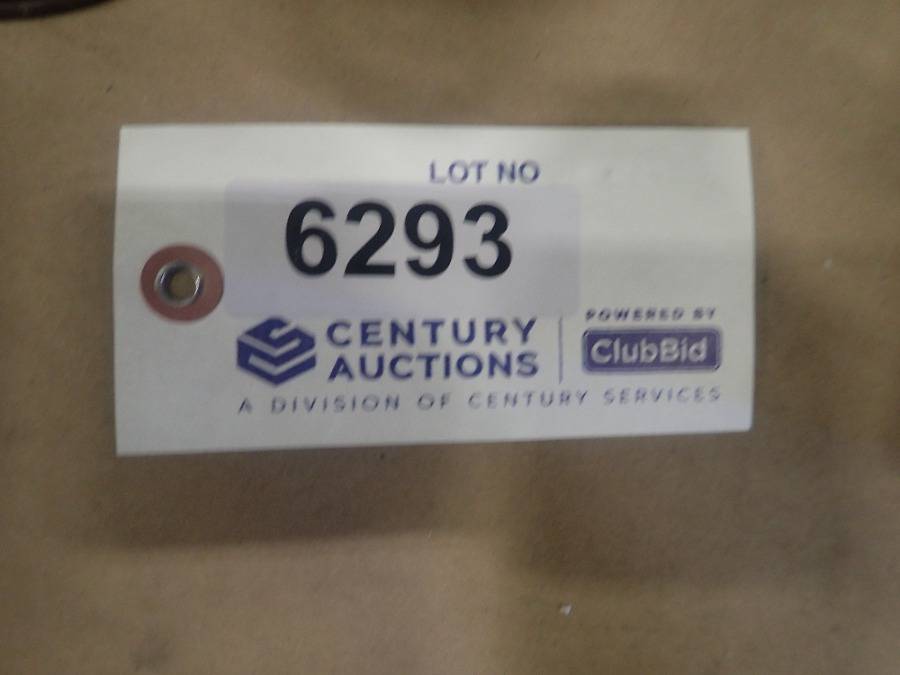 LOT NO
6293
CENTURY
AUCTIONS
POWERED BY
ClubBid
A DIVISION OF CENTURY SERVICES